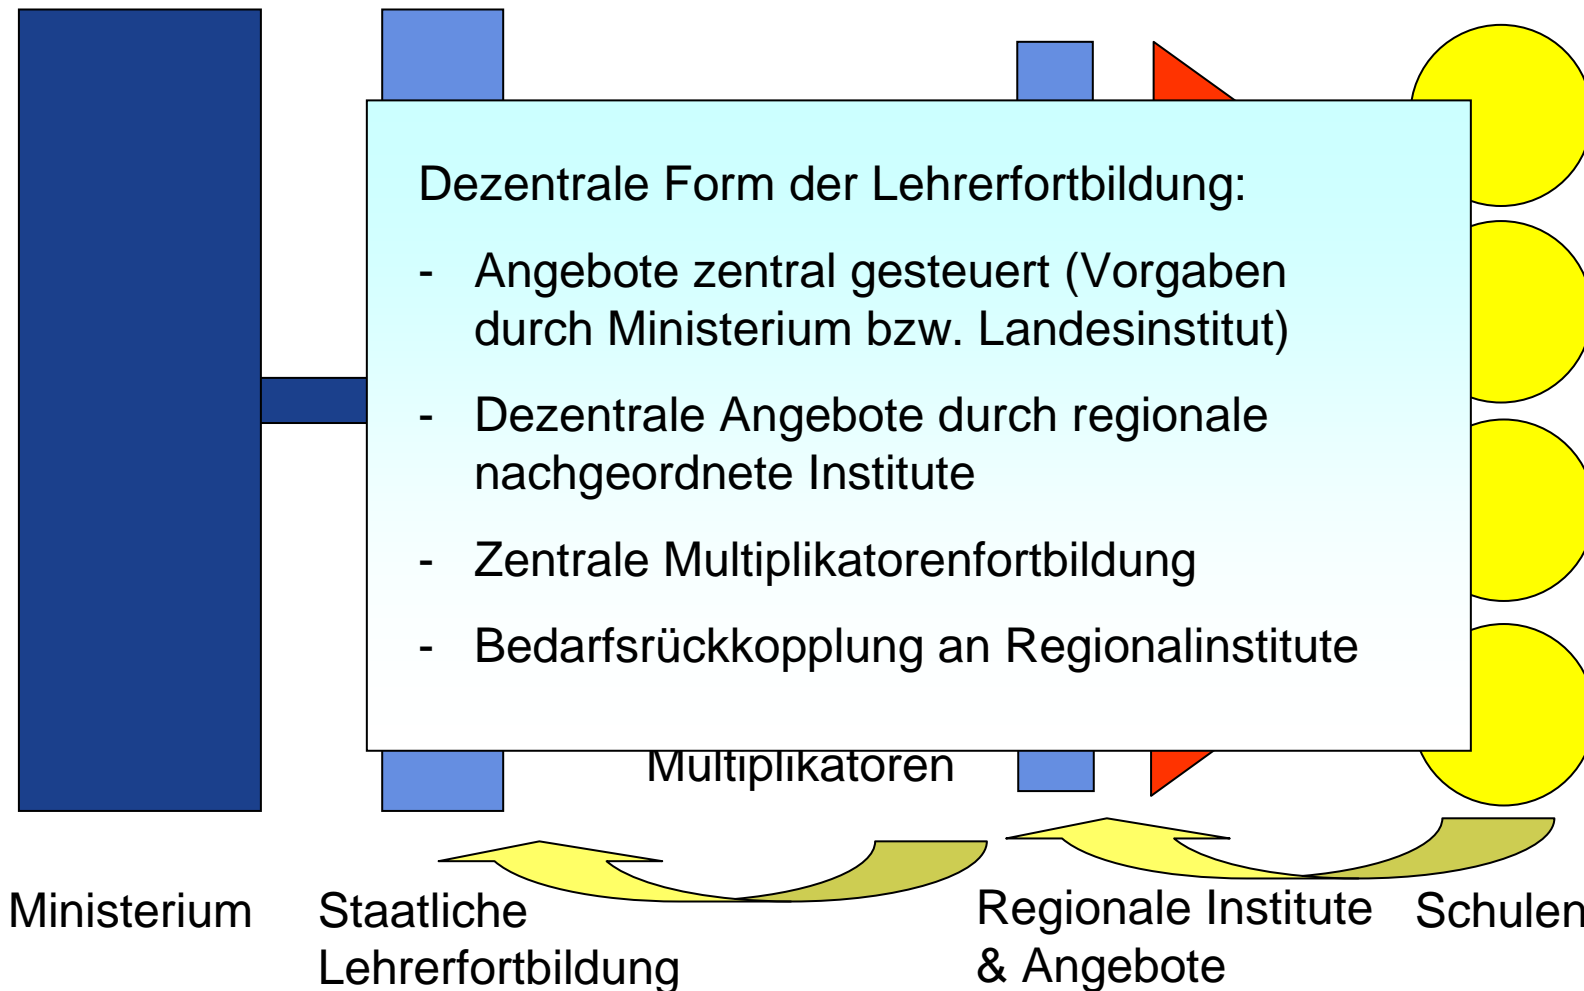 Dezentrale Form der Lehrerfortbildung:
- Angebote zentral gesteuert (Vorgaben
durch Ministerium bzw. Landesinstitut)
- Dezentrale Angebote durch regionale
nachgeordnete Institute
- Zentrale Multiplikatorenfortbildung
- Bedarfsrückkopplung an Regionalinstitute
Multiplikatoren
Ministerium
Staatliche
Lehrerfortbildung
Regionale Institute
& Angebote
Schulen